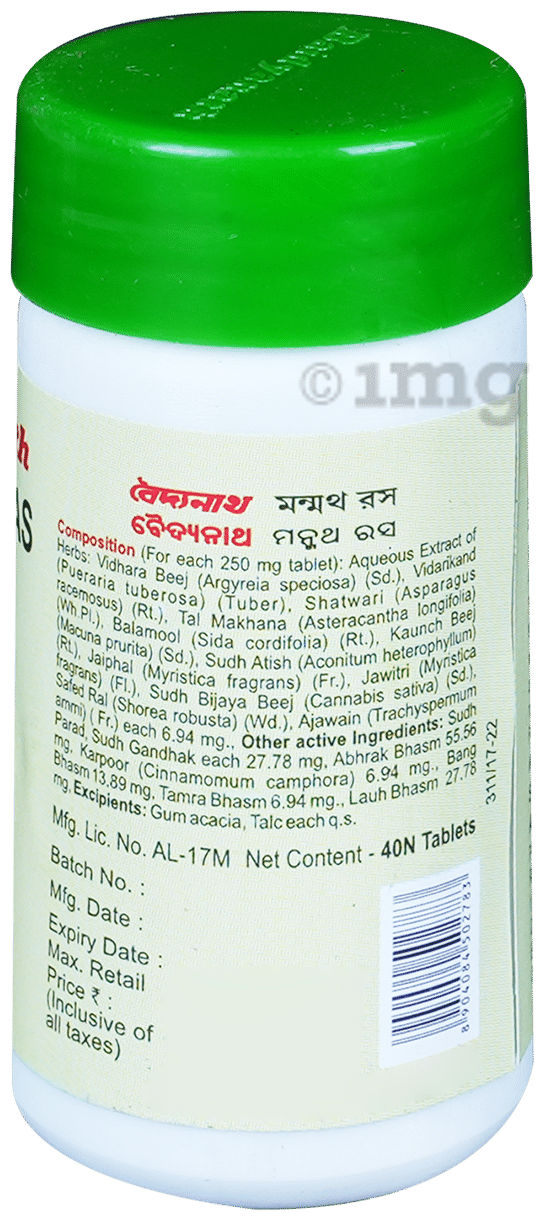 Baidyanath
©1mg
th
AS
বৈদ্যনাথ মন্মথ রস
ବୈଦ୍ୟନାଥ ମନ୍ମଥ ରସ
Composition (For each 250 mg tablet): Aqueous Extract of
Herbs: Vidhara Beej (Argyreia speciosa) (Sd.), Vidarikand
(Pueraria tuberosa) (Tuber), Shatwari (Asparagus
racemosus) (Rt.), Tal Makhana (Asteracantha longifolia)
(Wh.Pl.), Balamool (Sida cordifolia) (Rt.), Kaunch Beej
(Macuna prurita) (Sd.), Sudh Atish (Aconitum heterophyllum)
(Rt.), Jaiphal (Myristica fragrans) (Fr.), Jawitri (Myristica
fragrans) (Fl.), Sudh Bijaya Beej (Cannabis sativa) (Sd.),
Safed Ral (Shorea robusta) (Wd.), Ajawain (Trachyspermum
ammi) ( Fr.) each 6.94 mg., Other active Ingredients: Sudh
Parad, Sudh Gandhak each 27.78 mg, Abhrak Bhasm 55.56
mg, Karpoor (Cinnamomum camphora) 6.94 mg., Bang
Bhasm 13.89 mg, Tamra Bhasm 6.94 mg., Lauh Bhasm 27.78
mg. Excipients: Gum acacia, Talc each q.s.
311/17-22
Mfg. Lic. No. AL-17M Net Content - 40N Tablets
Batch No. :
Mfg. Date :
Expiry Date :
Max. Retail
Price ₹ :
(Inclusive of
all taxes)
8904084502783